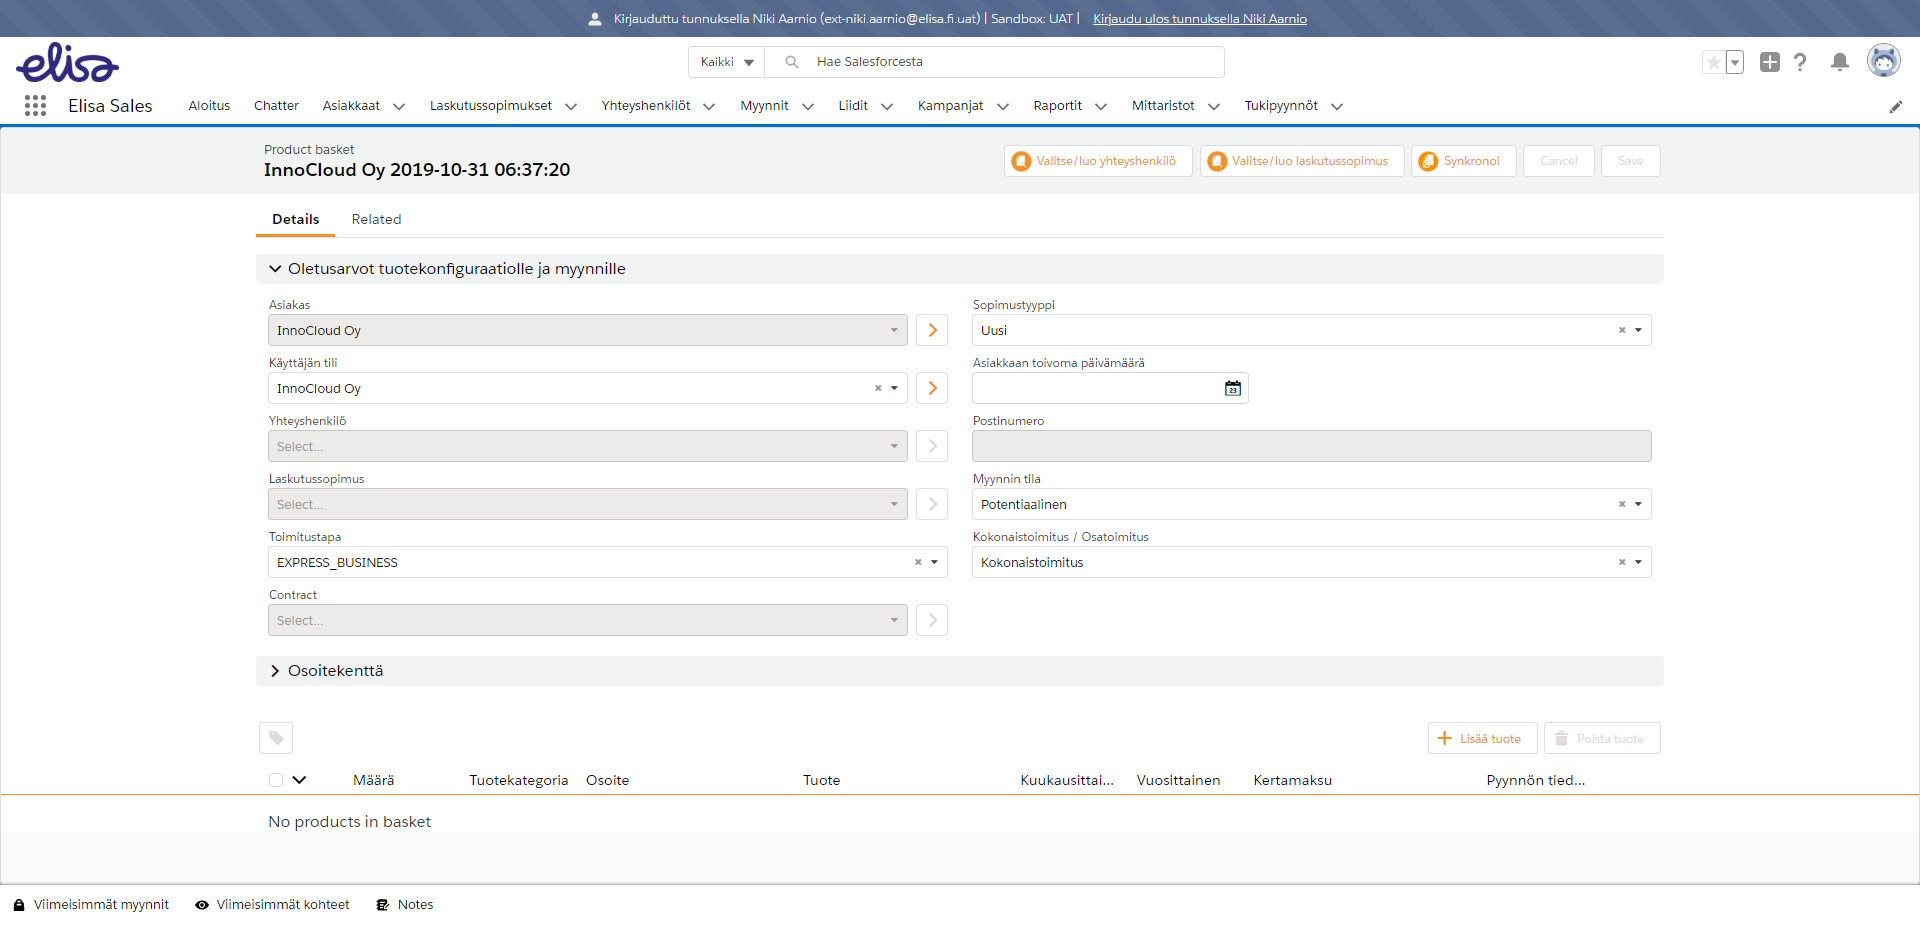 Kirjauduttu tunnuksella Niki Aarnio (ext-niki.aarnio@elisa.fi.uat) | Sandbox: UAT | Kirjaudu ulos tunnuksella Niki Aarnio
elisa
Kaikki Hae Salesforcesta
Elisa Sales Aloitus Chatter Asiakkaat Laskutussopimukset Yhteyshenkilöt Myynnit Liidit Kampanjat Raportit Mittaristot Tukipyynnöt
Product basket
InnoCloud Oy 2019-10-31 06:37:20
Valitse/luo yhteyshenkilö Valitse/luo laskutussopimus Synkronoi Cancel Save
Details Related
Oletusarvot tuotekonfiguraatiolle ja myynnille
Asiakas Sopimustyyppi
InnoCloud Oy Uusi
Käyttäjän tili Asiakkaan toivoma päivämäärä
InnoCloud Oy 23
Yhteyshenkilö Postinumero
Select...
Laskutussopimus Myynnin tila
Select... Potentiaalinen
Toimitustapa Kokonaistoimitus / Osatoimitus
EXPRESS_BUSINESS Kokonaistoimitus
Contract
Select...
Osoitekenttä
Lisää tuote Poista tuote
Määrä Tuotekategoria Osoite Tuote Kuukausittai... Vuosittainen Kertamaksu Pyynnön tied...
No products in basket
Viimeisimmät myynnit Viimeisimmät kohteet Notes